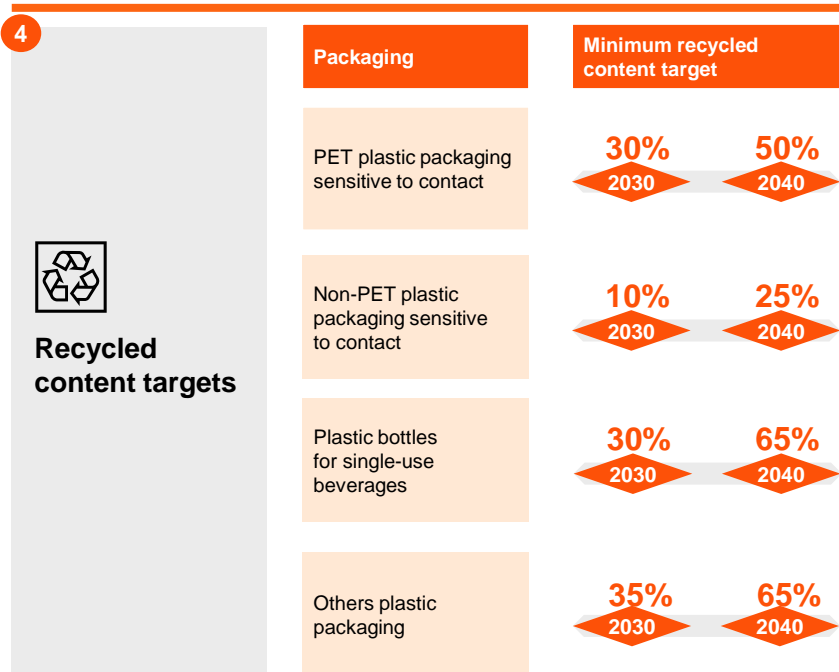 4
Packaging
Minimum recycled
content target
Recycled
content targets
PET plastic packaging
sensitive to contact
30%
50%
2030
2040
Non-PET plastic
packaging sensitive
to contact
10%
25%
2030
2040
Plastic bottles
for single-use
beverages
30%
65%
2030
2040
Others plastic
packaging
35%
65%
2030
2040